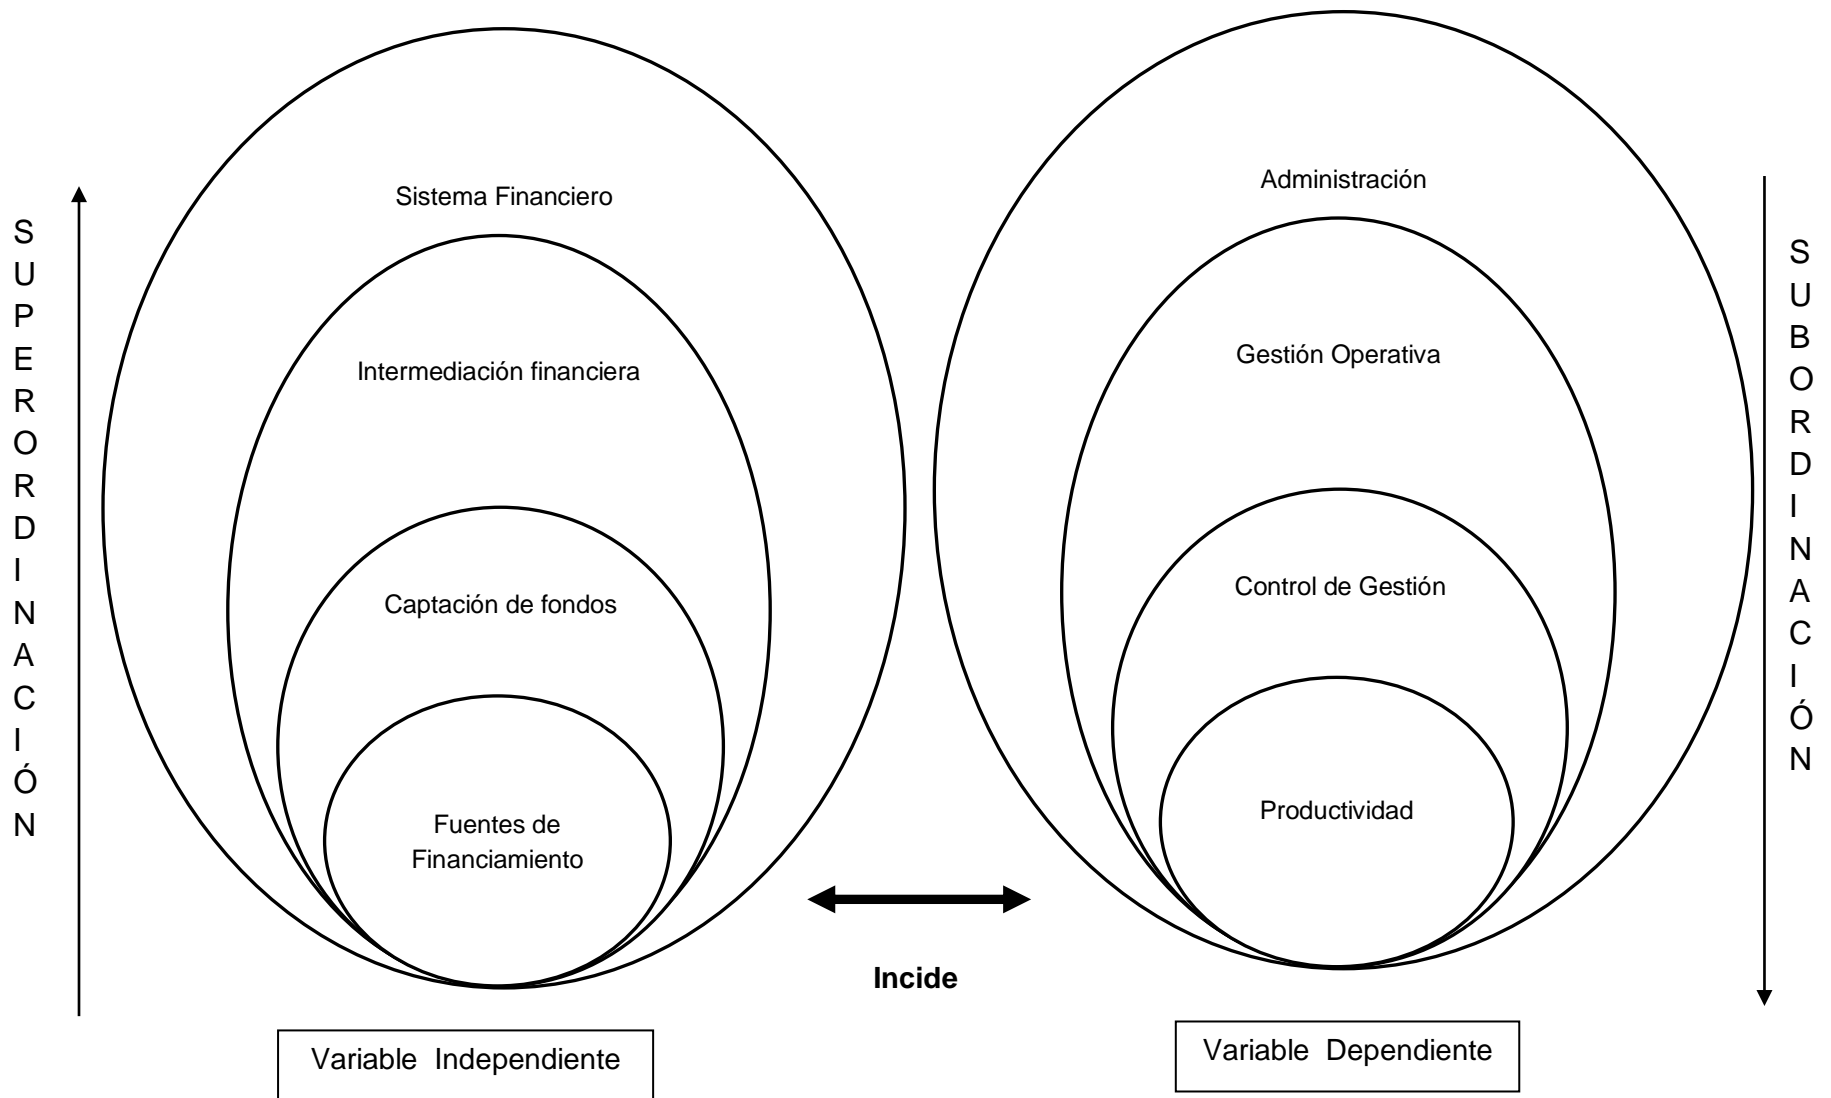 SUPERORDINACIÓN
Sistema Financiero
Intermediación financiera
Captación de fondos
Fuentes de
Financiamiento
Variable Independiente
Incide
Administración
Gestión Operativa
Control de Gestión
Productividad
Variable Dependiente
SUBORDINACIÓN